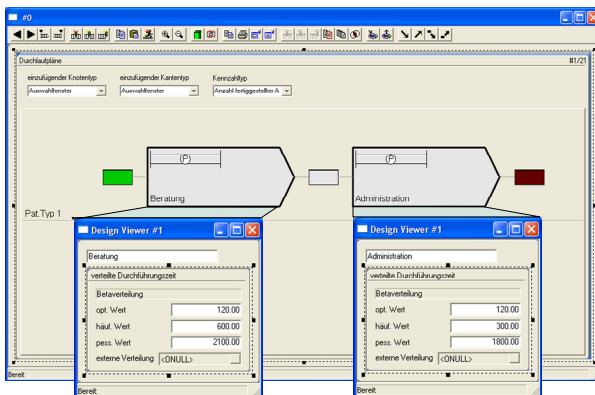 #0
Durchlaufpläne #1/21
einzufügender Knotentyp einzufügender Kantentyp Kennzahltyp
Auswahlfenster Auswahlfenster Anzahl fertiggestellter A
(P) (P)
Beratung Administration
Pat.Typ 1
Design Viewer #1
Beratung
verteilte Durchführungszeit
Betaverteilung
opt. Wert 120.00
häuf. Wert 600.00
pess. Wert 2100.00
externe Verteilung <0NULL>
Bereit
Design Viewer #1
Administration
verteilte Durchführungszeit
Betaverteilung
opt. Wert 120.00
häuf. Wert 300.00
pess. Wert 1800.00
externe Verteilung <0NULL>
Bereit
Bereit